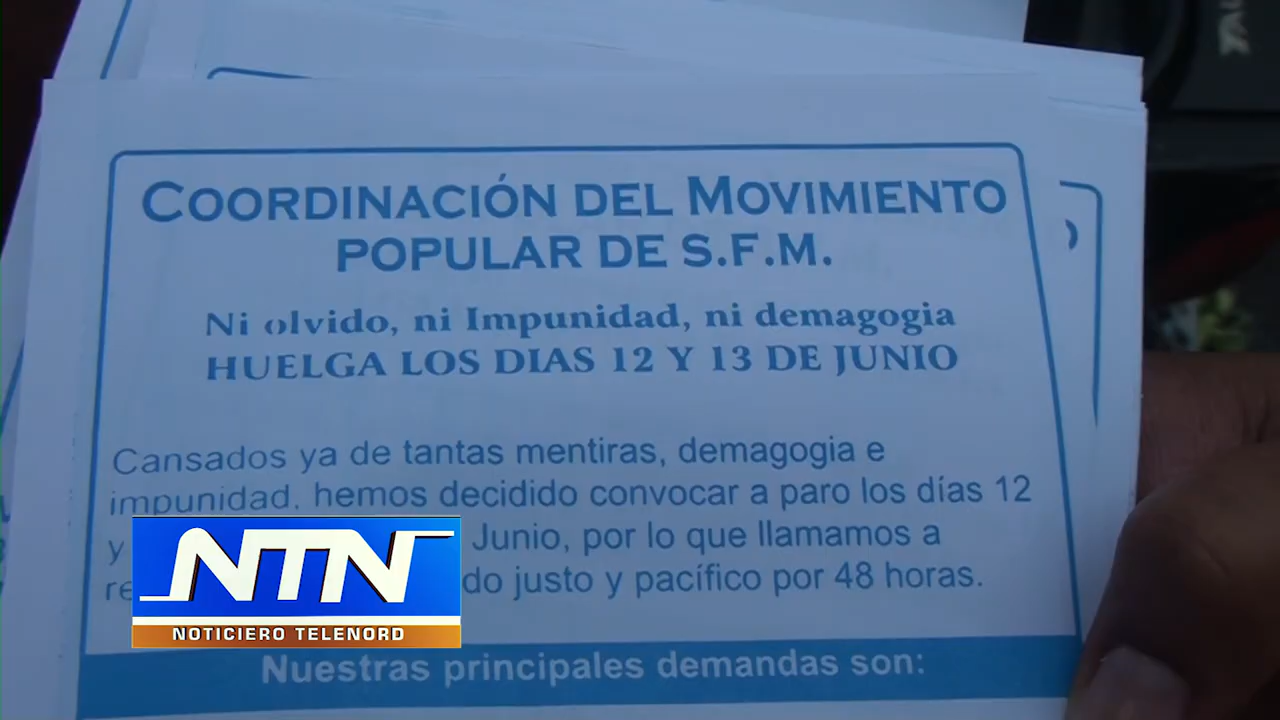 COORDINACIÓN DEL MOVIMIENTO
POPULAR DE S.F.M.
Ni olvido, ni Impunidad, ni demagogia
HUELGA LOS DIAS 12 Y 13 DE JUNIO
Cansados ya de tantas mentiras, demagogia e
impunidad, hemos decidido convocar a paro los días 12
y Junio, por lo que llamamos a
justo y pacífico por 48 horas.
Nuestras principales demandas son:
NTN
NOTICIERO TELENORD